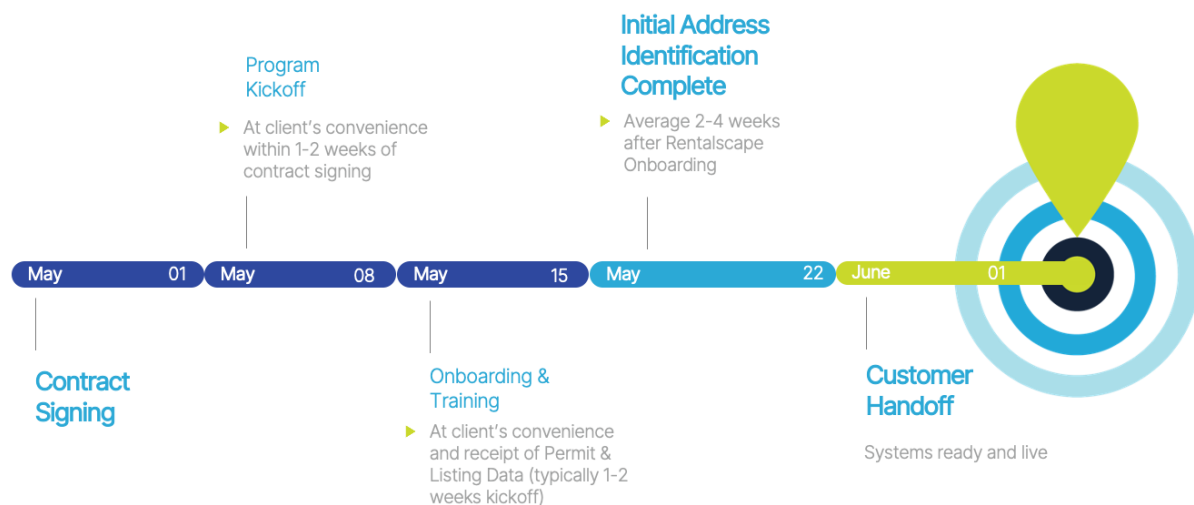 Program
Kickoff
At client's convenience
within 1-2 weeks of
contract signing
Initial Address
Identification
Complete
Average 2-4 weeks
after Rentalscape
Onboarding
May 01
May 08
May 15
May 22
June 01
Contract
Signing
Onboarding &
Training
At client's convenience
and receipt of Permit &
Listing Data (typically 1-2
weeks kickoff)
Customer
Handoff
Systems ready and live